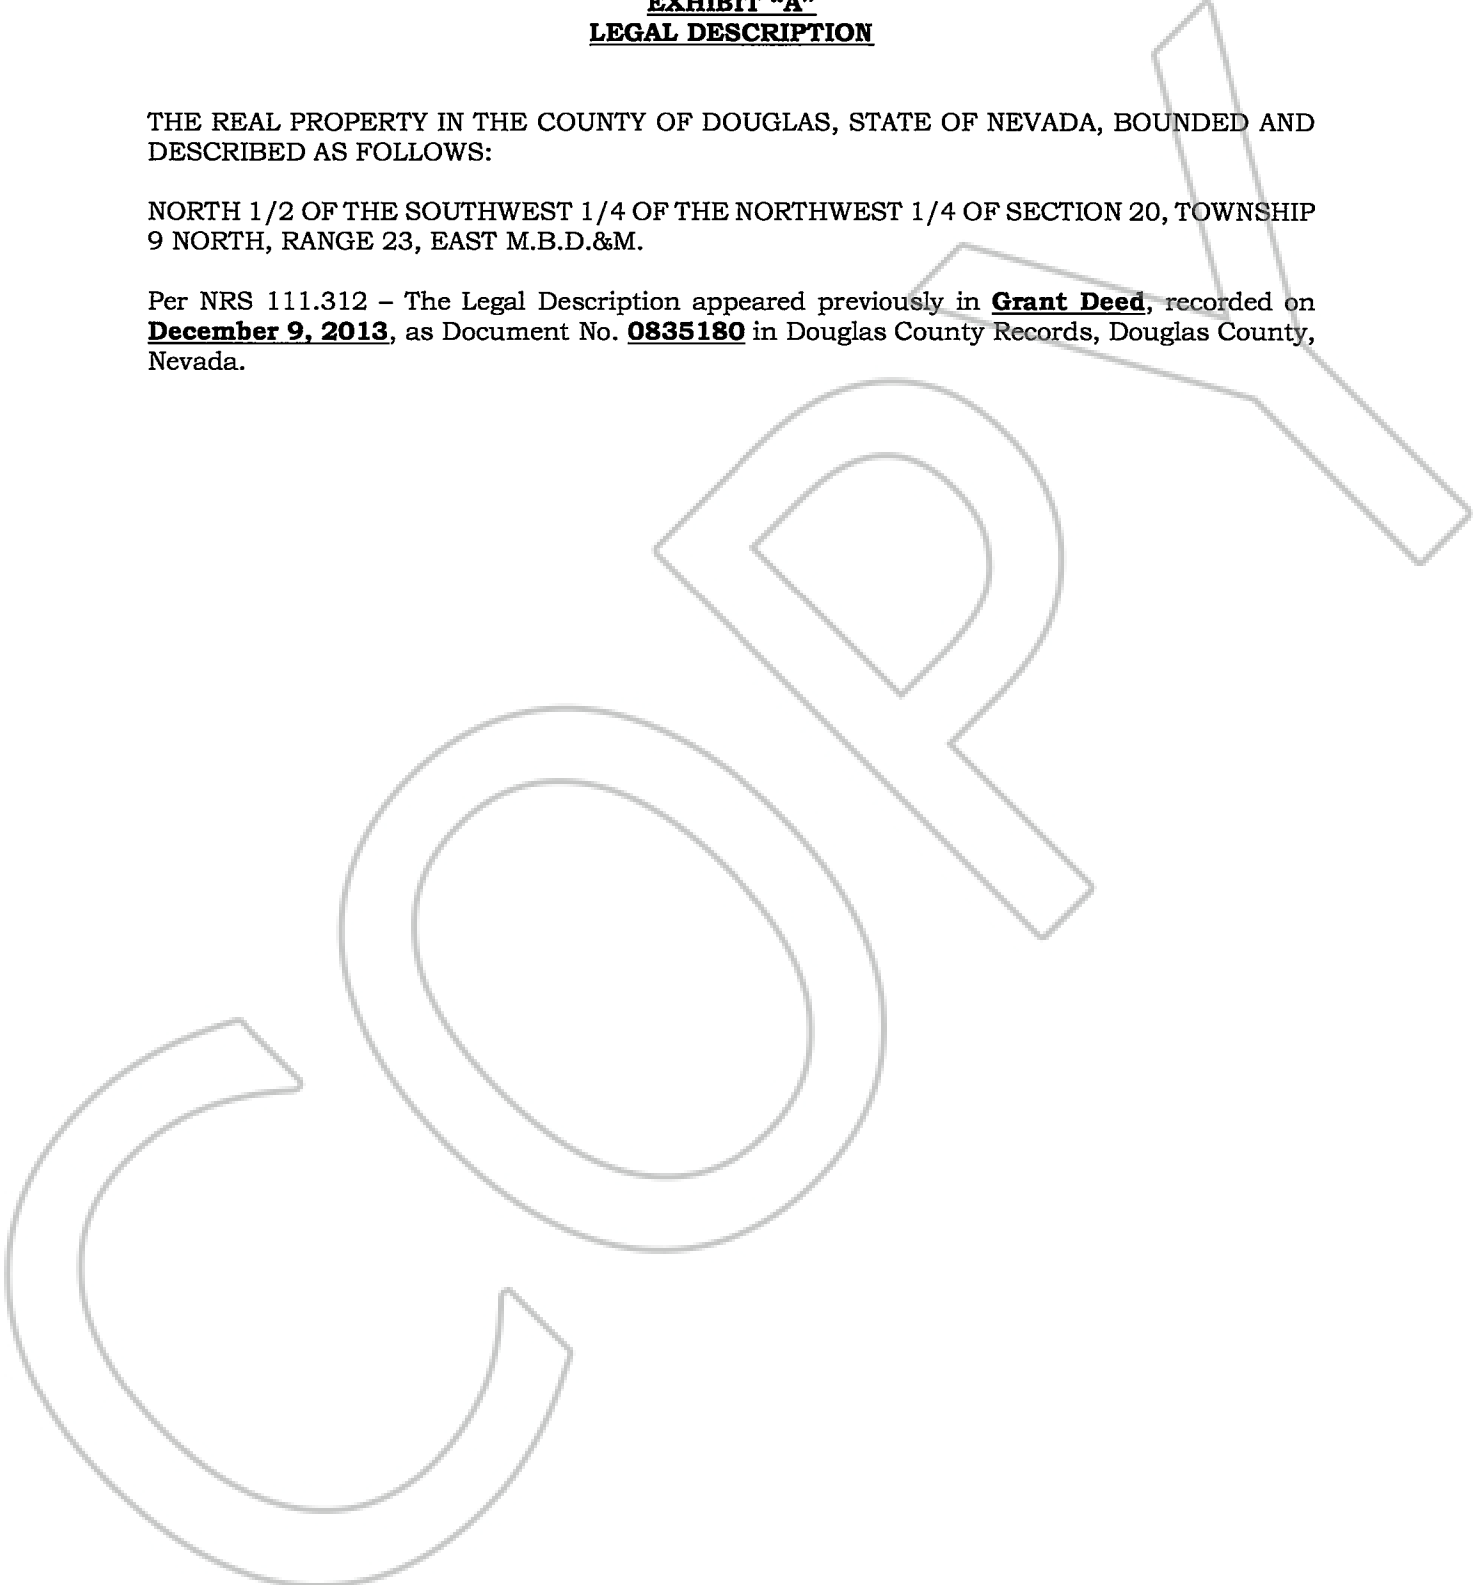 EXHIBIT "A"
LEGAL DESCRIPTION
THE REAL PROPERTY IN THE COUNTY OF DOUGLAS, STATE OF NEVADA, BOUNDED AND
DESCRIBED AS FOLLOWS:
NORTH 1/2 OF THE SOUTHWEST 1/4 OF THE NORTHWEST 1/4 OF SECTION 20, TOWNSHIP
9 NORTH, RANGE 23, EAST M.B.D.&M.
Per NRS 111.312 – The Legal Description appeared previously in Grant Deed, recorded on
December 9, 2013, as Document No. 0835180 in Douglas County Records, Douglas County,
Nevada.
COPY